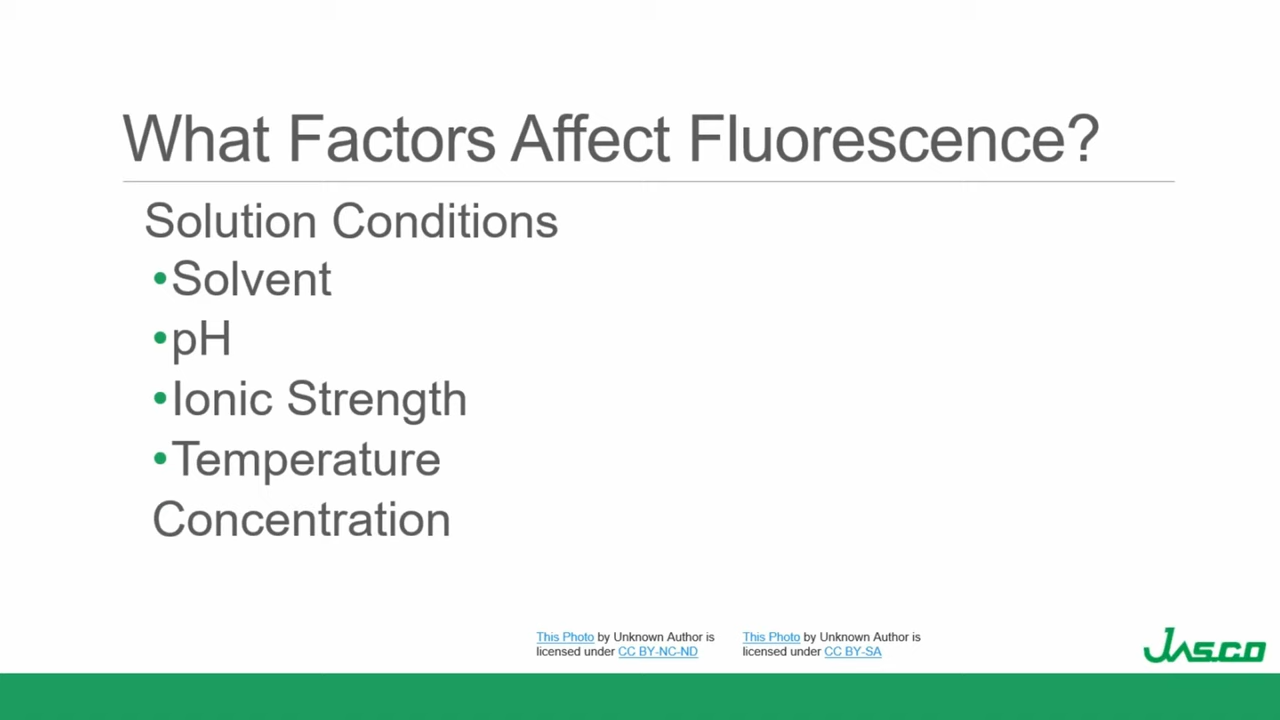 What Factors Affect Fluorescence?
Solution Conditions
•Solvent
•pH
•Ionic Strength
•Temperature
Concentration
This Photo by Unknown Author is
licensed under CC BY-NC-ND
This Photo by Unknown Author is
licensed under CC BY-SA
JASCO